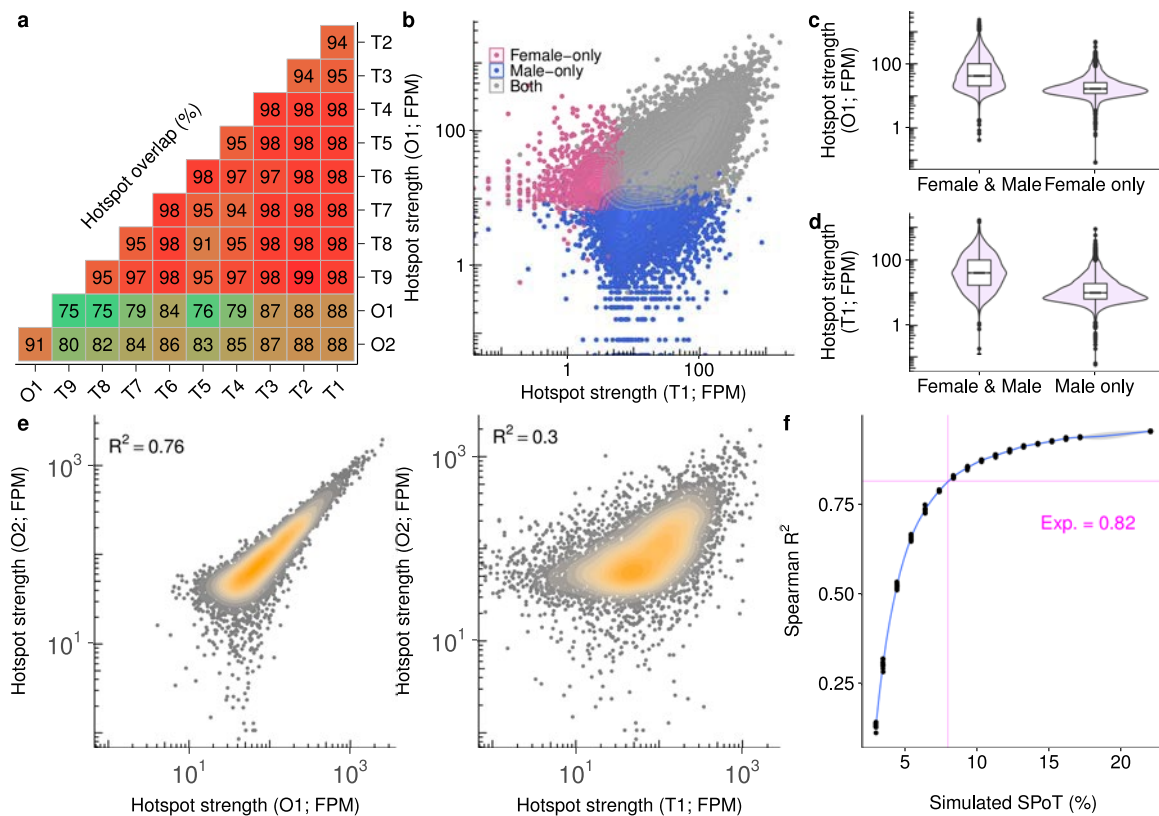 a
Hotspot overlap (%)
94 T2
94 95 T3
98 98 98 T4
95 98 98 98 T5
98 97 97 98 98 T6
98 95 94 98 98 98 T7
95 98 91 95 98 98 98 T8
95 97 98 95 97 98 99 98 T9
75 75 79 84 76 79 87 88 88 O1
91 80 82 84 86 83 85 87 88 88 O2
O1 T9 T8 T7 T6 T5 T4 T3 T2 T1
b
Hotspot strength (O1; FPM)
Female-only
Male-only
Both
100
1
1 100
Hotspot strength (T1; FPM)
c
Hotspot strength
(O1; FPM)
100
1
Female & Male Female only
d
Hotspot strength
(T1; FPM)
100
1
Female & Male Male only
e
R² = 0.76
Hotspot strength (O2; FPM)
10³
10¹
10¹ 10³
Hotspot strength (O1; FPM)
R² = 0.3
Hotspot strength (O2; FPM)
10³
10¹
10¹ 10³
Hotspot strength (T1; FPM)
f
Spearman R²
0.75
0.50
0.25
Exp. = 0.82
5 10 15 20
Simulated SPoT (%)